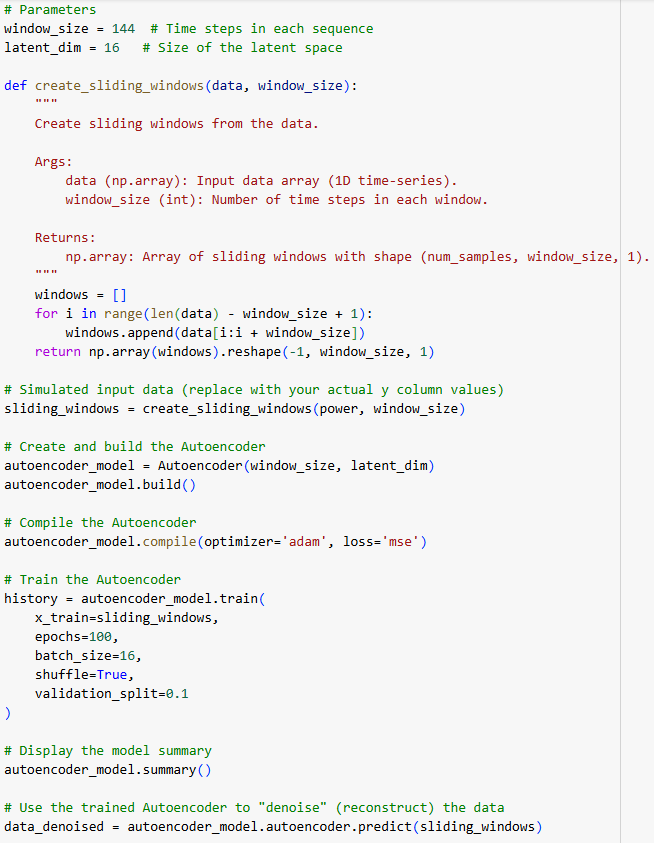 # Parameters
window_size = 144  # Time steps in each sequence
latent_dim = 16   # Size of the latent space

def create_sliding_windows(data, window_size):
    """
    Create sliding windows from the data.

    Args:
        data (np.array): Input data array (1D time-series).
        window_size (int): Number of time steps in each window.

    Returns:
        np.array: Array of sliding windows with shape (num_samples, window_size, 1).
    """
    windows = []
    for i in range(len(data) - window_size + 1):
        windows.append(data[i:i + window_size])
    return np.array(windows).reshape(-1, window_size, 1)

# Simulated input data (replace with your actual y column values)
sliding_windows = create_sliding_windows(power, window_size)

# Create and build the Autoencoder
autoencoder_model = Autoencoder(window_size, latent_dim)
autoencoder_model.build()

# Compile the Autoencoder
autoencoder_model.compile(optimizer='adam', loss='mse')

# Train the Autoencoder
history = autoencoder_model.train(
    x_train=sliding_windows,
    epochs=100,
    batch_size=16,
    shuffle=True,
    validation_split=0.1
)

# Display the model summary
autoencoder_model.summary()

# Use the trained Autoencoder to "denoise" (reconstruct) the data
data_denoised = autoencoder_model.autoencoder.predict(sliding_windows)